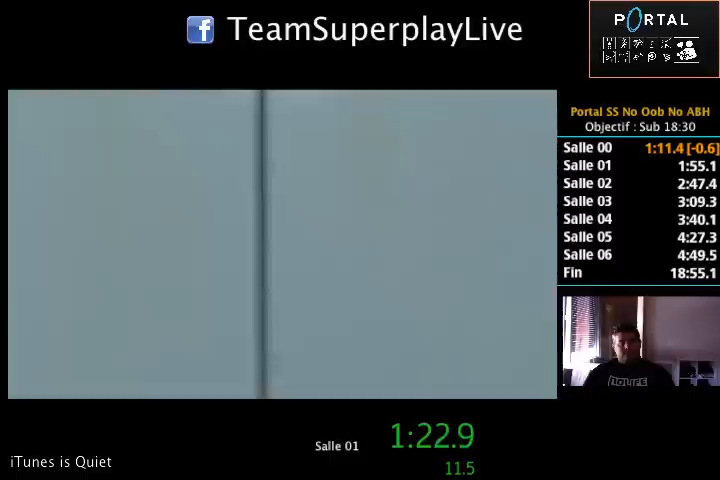 TeamSuperplayLive
PORTAL
Portal SS No Oob No ABH
Objectif : Sub 18:30
Salle 00 1:11.4 [-0.6]
Salle 01 1:55.1
Salle 02 2:47.4
Salle 03 3:09.3
Salle 04 3:40.1
Salle 05 4:27.3
Salle 06 4:49.5
Fin 18:55.1
NOLIFE
Salle 01 1:22.9
11.5
iTunes is Quiet